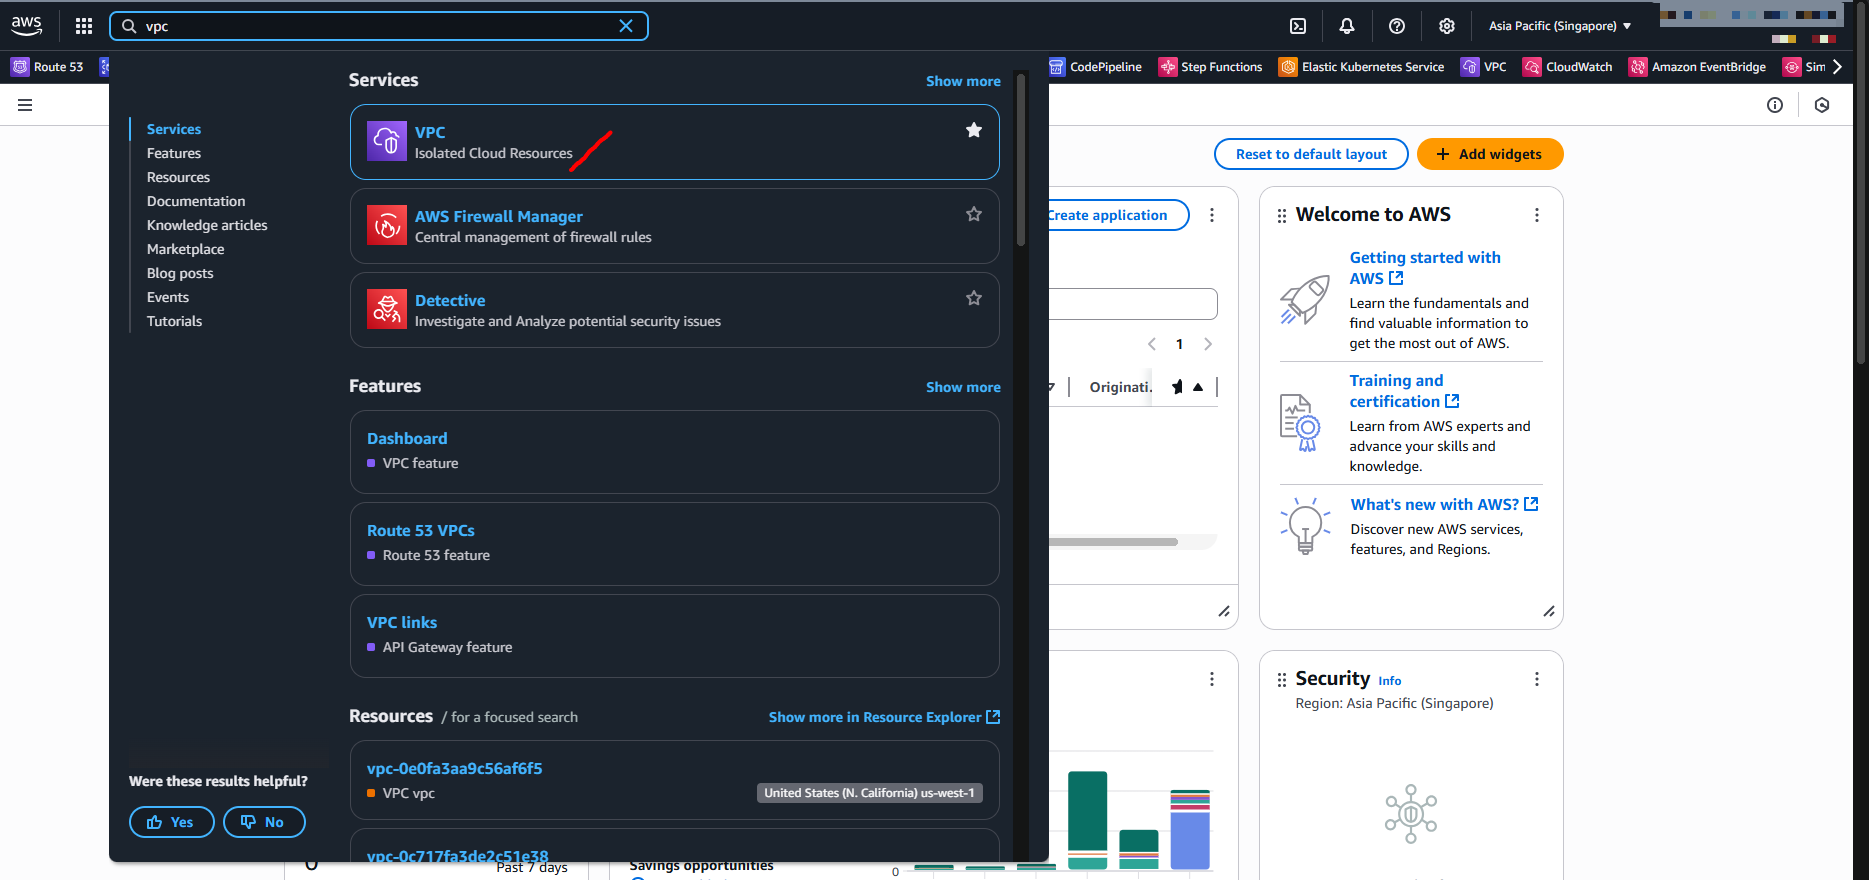 aws
vpc
Asia Pacific (Singapore)
Route 53
CodePipeline
Step Functions
Elastic Kubernetes Service
VPC
CloudWatch
Amazon EventBridge
Sim
Services
Features
Resources
Documentation
Knowledge articles
Marketplace
Blog posts
Events
Tutorials
Were these results helpful?
Yes
No
Services
Show more
VPC
Isolated Cloud Resources
AWS Firewall Manager
Central management of firewall rules
Detective
Investigate and Analyze potential security issues
Features
Show more
Dashboard
VPC feature
Route 53 VPCs
Route 53 feature
VPC links
API Gateway feature
Resources / for a focused search
Show more in Resource Explorer
vpc-0e0fa3aa9c56af6f5
VPC vpc
United States (N. California) us-west-1
vpc-0c717fa3de2c51e38
Reset to default layout
+ Add widgets
Create application
1
Originati.
Welcome to AWS
Getting started with
AWS
Learn the fundamentals and
find valuable information to
get the most out of AWS.
Training and
certification
Learn from AWS experts and
advance your skills and
knowledge.
What's new with AWS?
Discover new AWS services,
features, and Regions.
Security Info
Region: Asia Pacific (Singapore)
0
Past 7 days
Savings opportunities
0